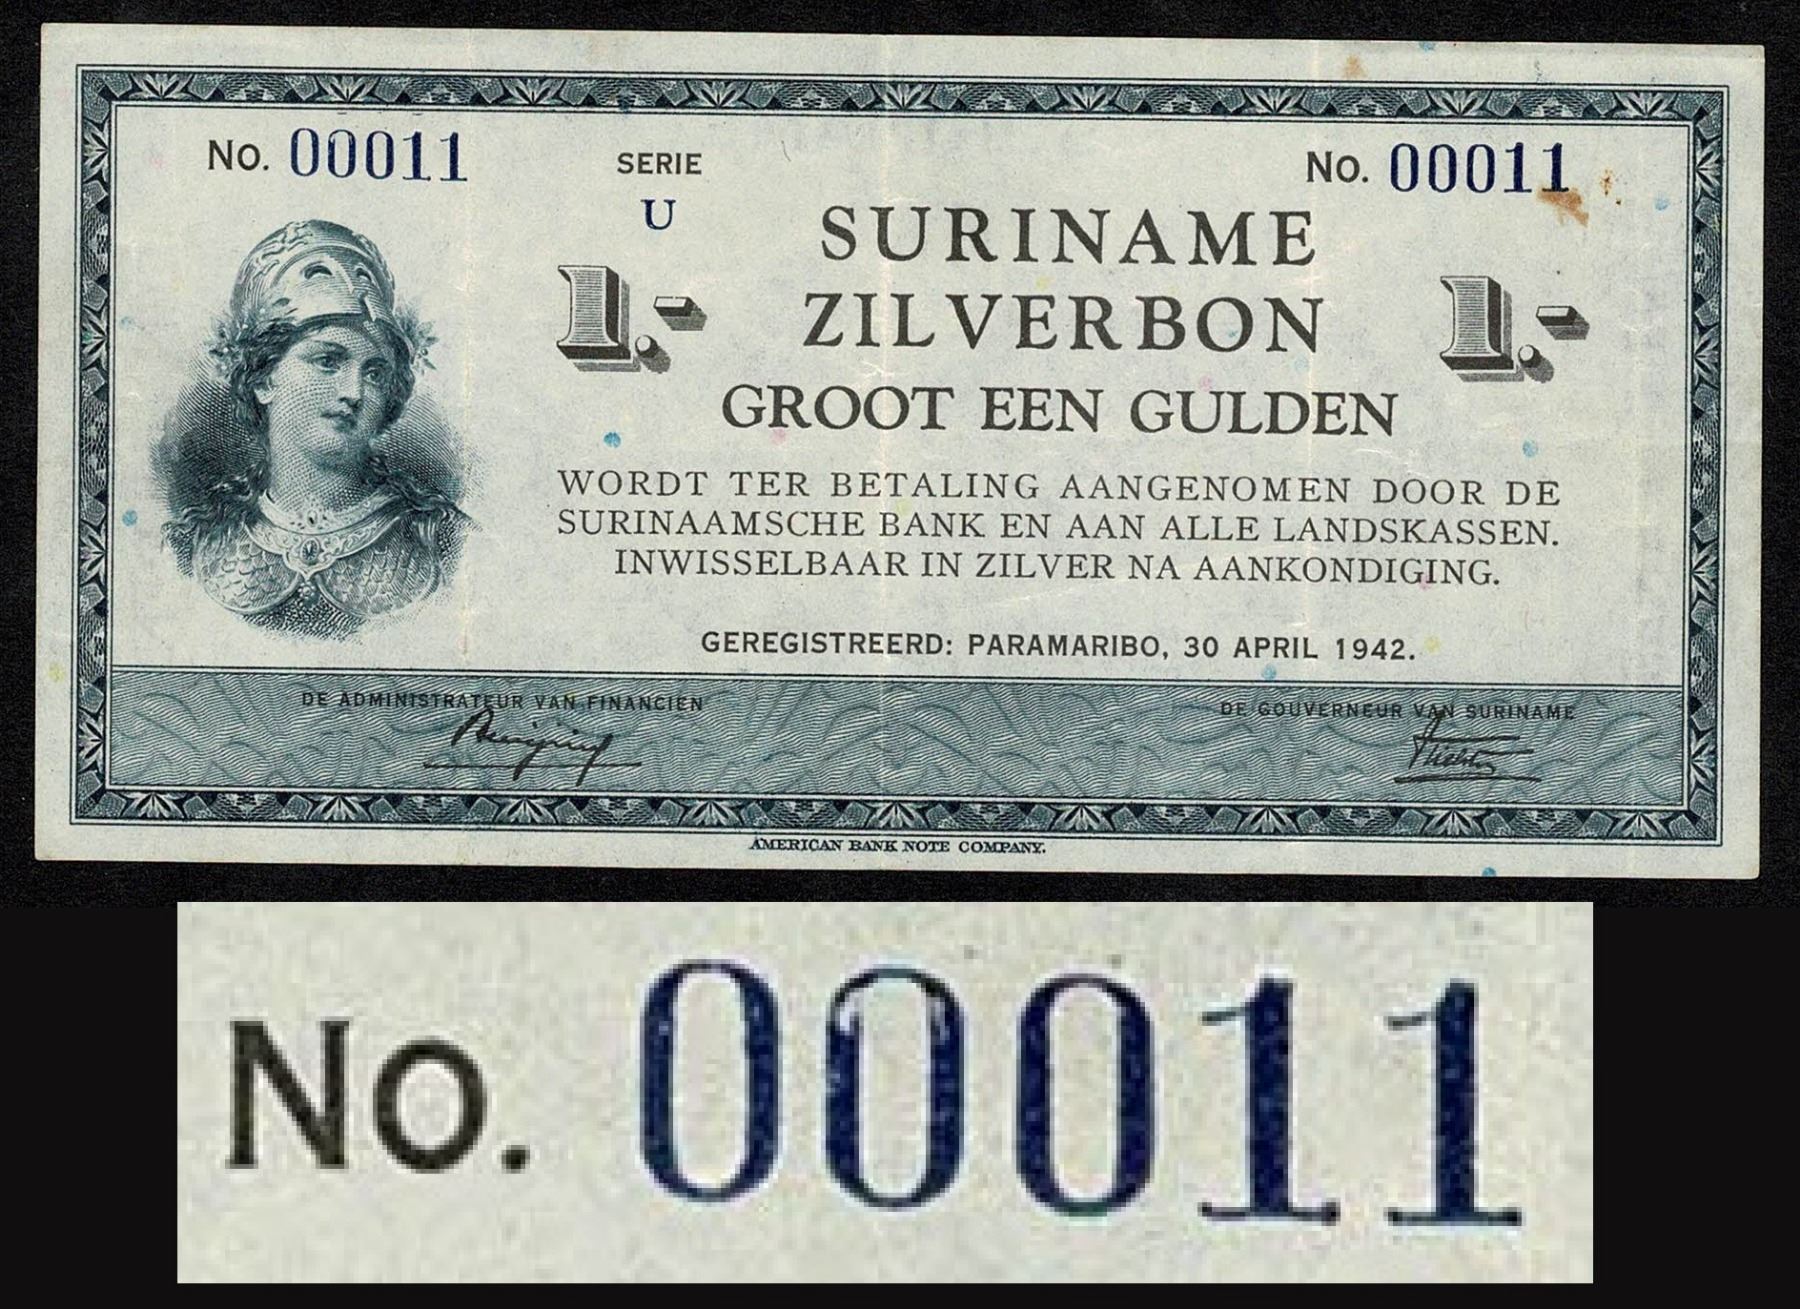 No. 00011
SERIE
U
No. 00011
SURINAME
1.-
ZILVERBON
1.-
GROOT EEN GULDEN
WORDT TER BETALING AANGENOMEN DOOR DE
SURINAAMSCHE BANK EN AAN ALLE LANDSKASSEN.
INWISSELBAAR IN ZILVER NA AANKONDIGING.
GEREGISTREERD: PARAMARIBO, 30 APRIL 1942.
DE ADMINISTRATEUR VAN FINANCIEN
DE GOUVERNEUR VAN SURINAME
AMERICAN BANK NOTE COMPANY.
No. 00011